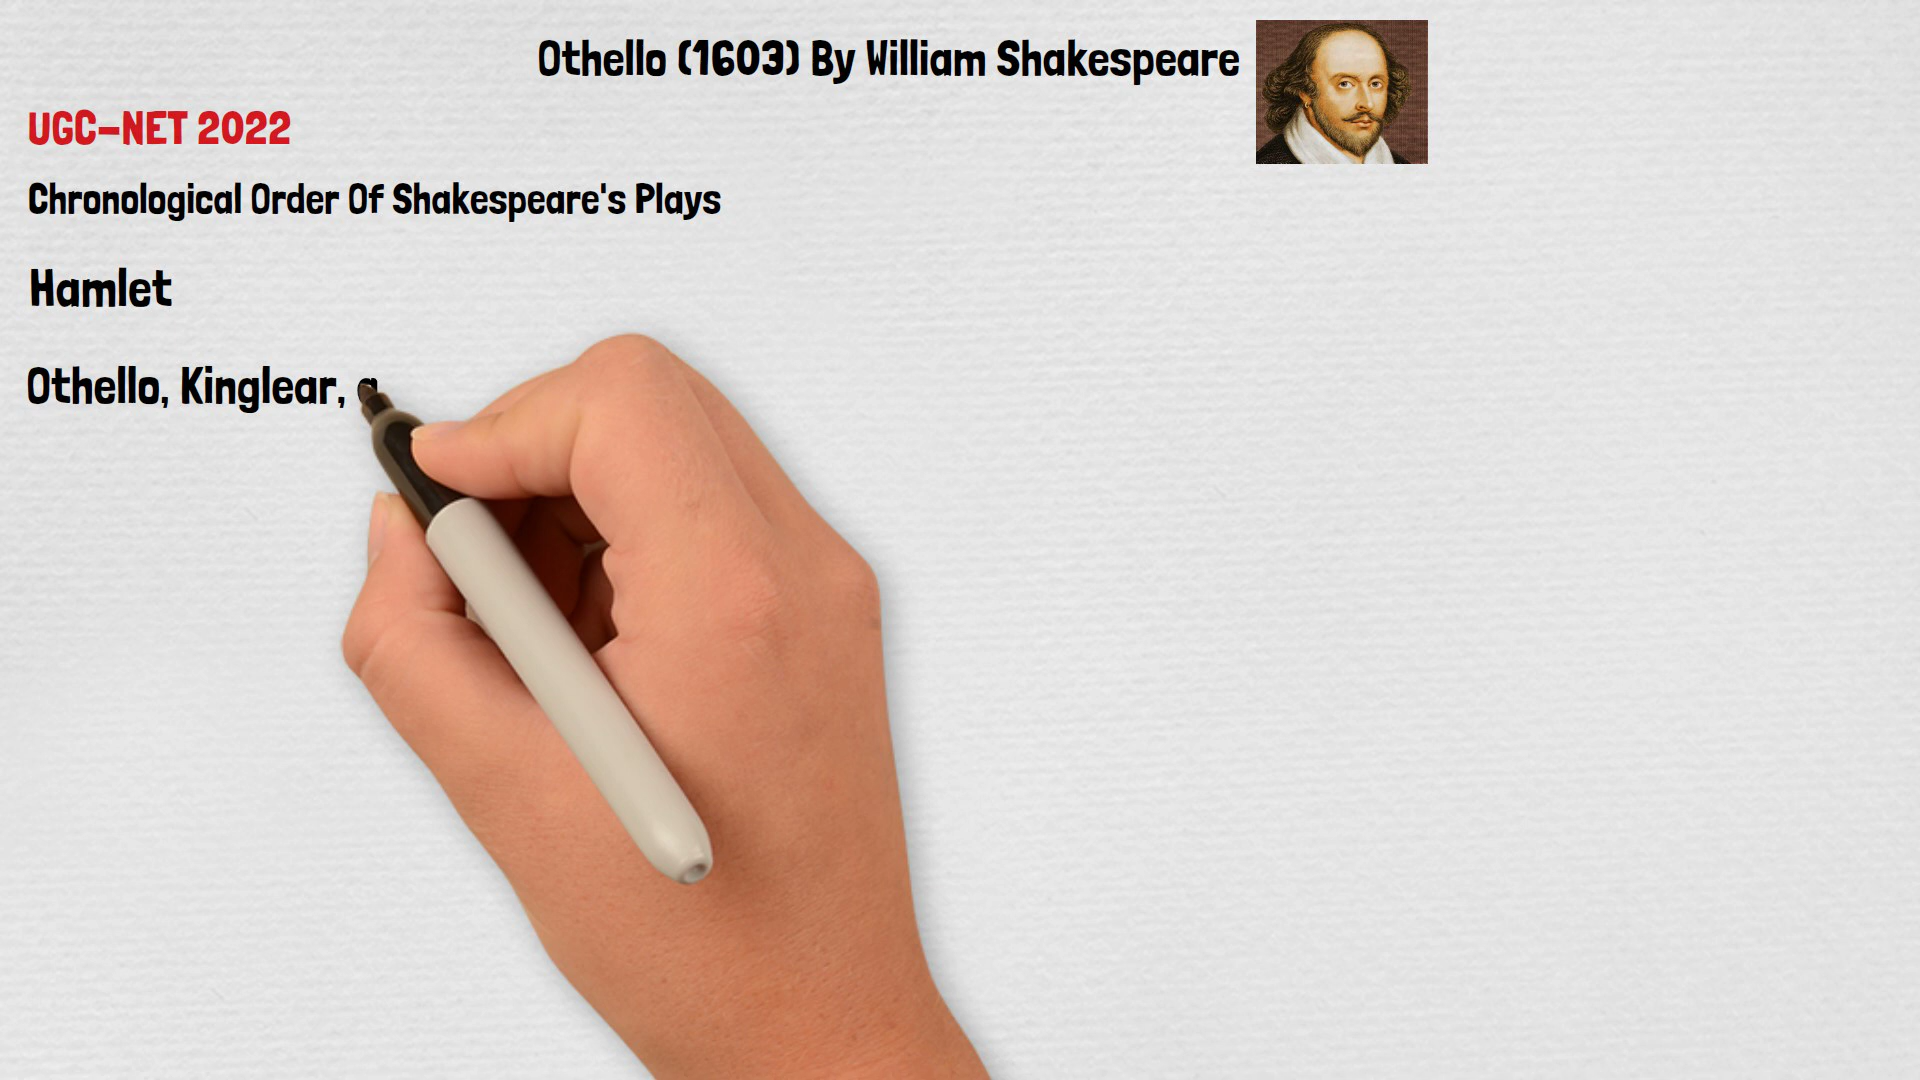 Othello (1603) By William Shakespeare
UGC-NET 2022
Chronological Order Of Shakespeare's Plays
Hamlet
Othello, Kinglear,